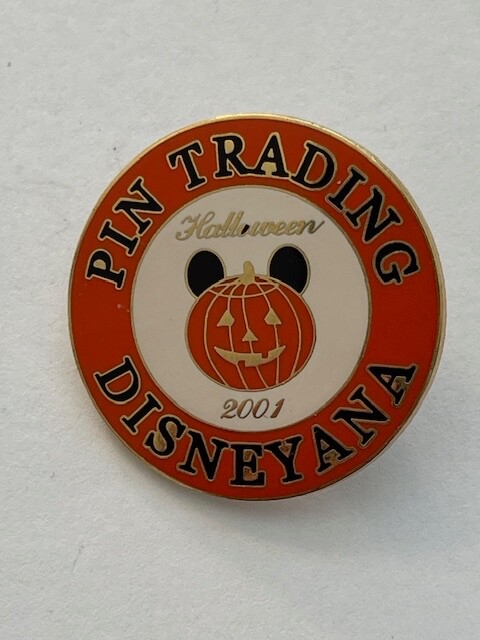 PIN TRADING
Halloween
2001
DISNEYANA